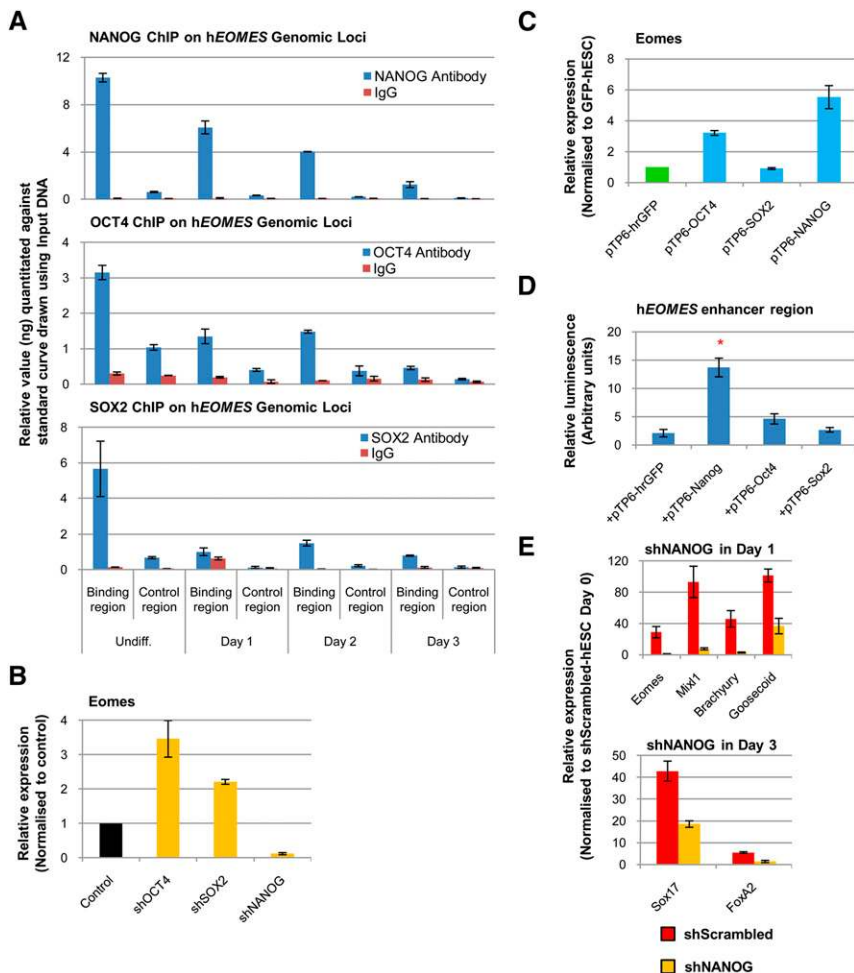 A
NANOG ChIP on hEOMES Genomic Loci
12
8
4
0
NANOG Antibody
IgG
OCT4 ChIP on hEOMES Genomic Loci
4
3
2
1
0
OCT4 Antibody
IgG
SOX2 ChIP on hEOMES Genomic Loci
8
6
4
2
0
SOX2 Antibody
IgG
Relative value (ng) quantitated against
standard curve drawn using Input DNA
Binding region
Control region
Binding region
Control region
Binding region
Control region
Binding region
Control region
Undiff.
Day 1
Day 2
Day 3
B
Eomes
Relative expression
(Normalised to control)
4
3
2
1
0
Control
shOCT4
shSOX2
shNANOG
C
Eomes
Relative expression
(Normalised to GFP-hESC)
8
6
4
2
0
pTP6-hrGFP
pTP6-OCT4
pTP6-SOX2
pTP6-NANOG
D
hEOMES enhancer region
Relative luminescence
(Arbitrary units)
20
15
10
5
0
*
+pTP6-hrGFP
+pTP6-Nanog
+pTP6-Oct4
+pTP6-Sox2
E
shNANOG in Day 1
Relative expression
(Normalised to shScrambled-hESC Day 0)
120
80
40
0
Eomes
Mixl1
Brachyury
Goosecoid
shNANOG in Day 3
50
40
30
20
10
0
Sox17
FoxA2
shScrambled
shNANOG